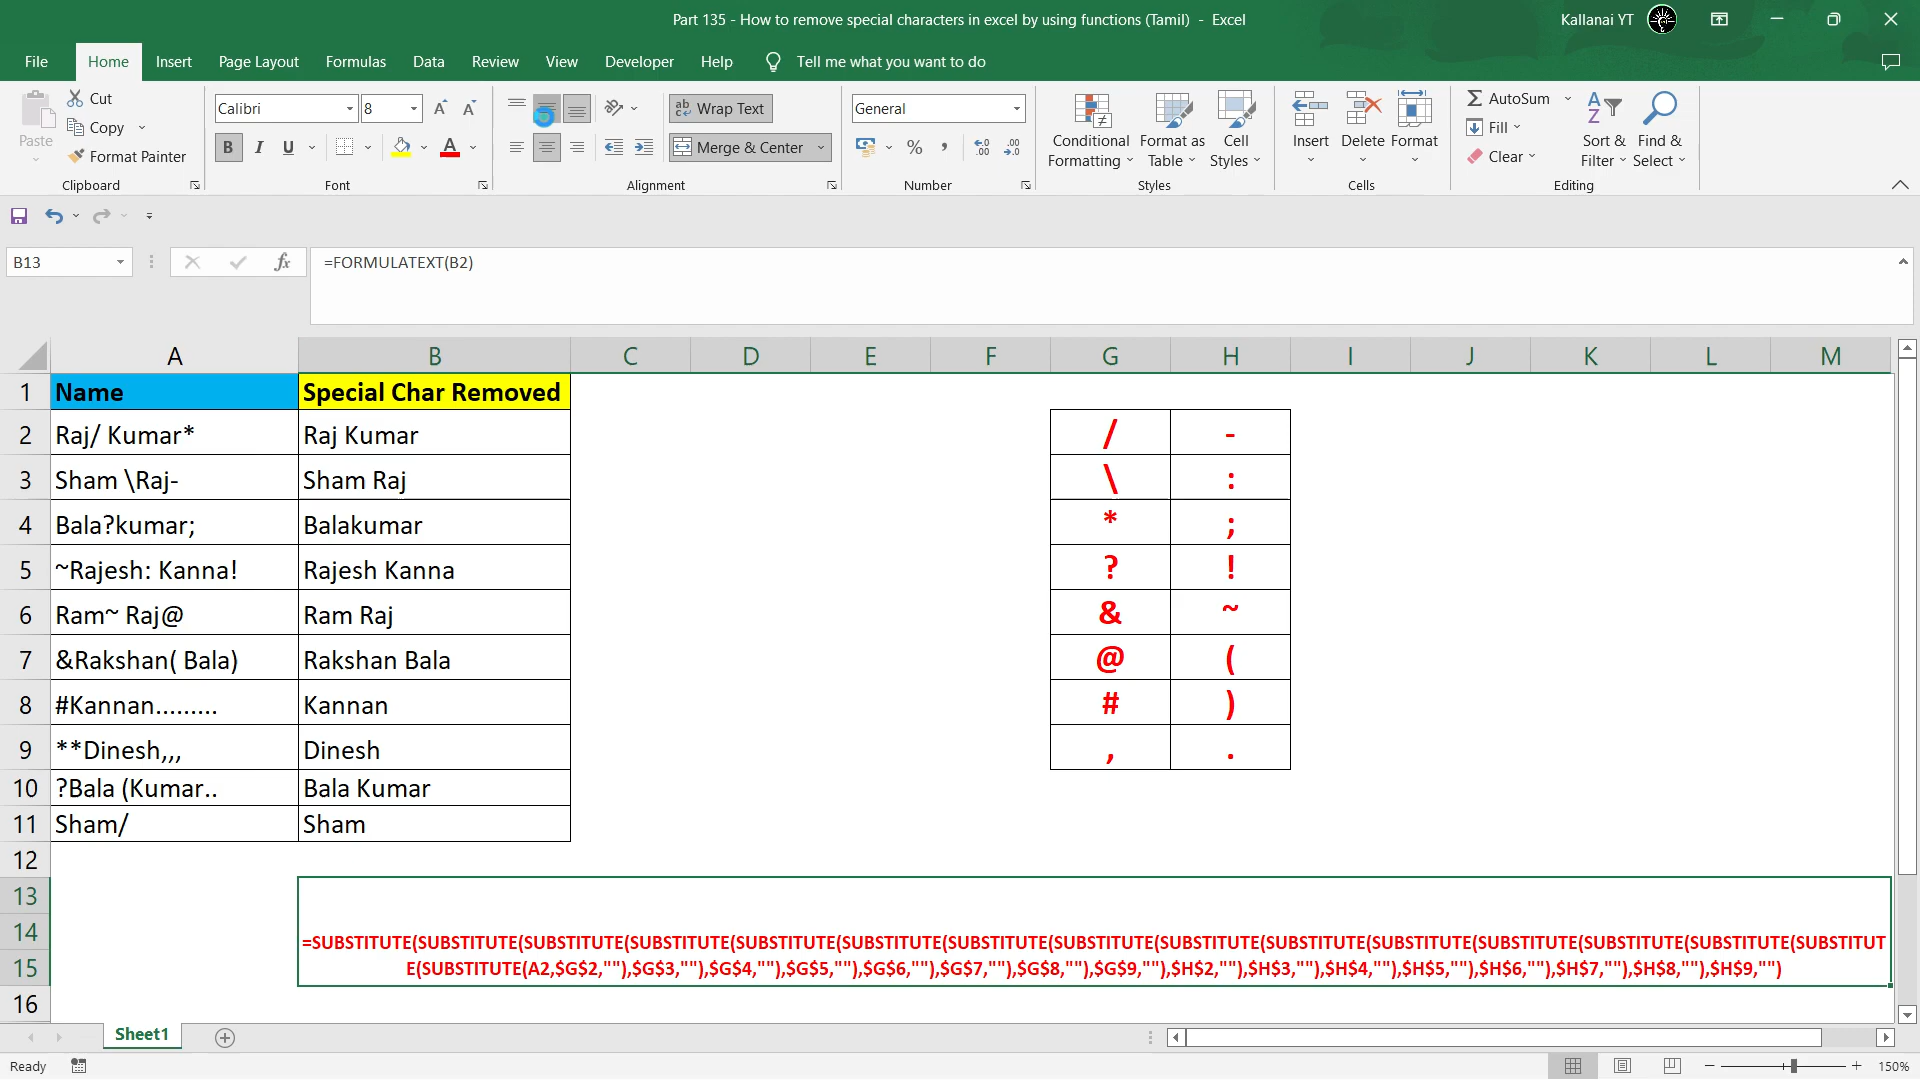 Part 135 - How to remove special characters in excel by using functions (Tamil) - Excel
Kallanai YT
File Home Insert Page Layout Formulas Data Review View Developer Help Tell me what you want to do
Paste
Cut
Copy
Format Painter
Clipboard
Calibri 8
B I U A
Font
ab Wrap Text
Merge & Center
Alignment
General
% ,
Number
Conditional Formatting
Format as Table
Cell Styles
Styles
Insert Delete Format
Cells
AutoSum
Fill
Clear
Sort & Filter
Find & Select
Editing
B13 fx =FORMULATEXT(B2)
A B C D E F G H I J K L M
1 Name Special Char Removed
2 Raj/ Kumar* Raj Kumar / -
3 Sham \Raj- Sham Raj \ :
4 Bala?kumar; Balakumar * ;
5 ~Rajesh: Kanna! Rajesh Kanna ? !
6 Ram~ Raj@ Ram Raj & ~
7 &Rakshan( Bala) Rakshan Bala @ (
8 #Kannan......... Kannan # )
9 **Dinesh,,, Dinesh , .
10 ?Bala (Kumar.. Bala Kumar
11 Sham/ Sham
12
13
14 =SUBSTITUTE(SUBSTITUTE(SUBSTITUTE(SUBSTITUTE(SUBSTITUTE(SUBSTITUTE(SUBSTITUTE(SUBSTITUTE(SUBSTITUTE(SUBSTITUTE(SUBSTITUTE(SUBSTITUTE(SUBSTITUTE(SUBSTITUTE(SUBSTITUT
15 E(SUBSTITUTE(A2,$G$2,""),$G$3,""),$G$4,""),$G$5,""),$G$6,""),$G$7,""),$G$8,""),$G$9,""),$H$2,""),$H$3,""),$H$4,""),$H$5,""),$H$6,""),$H$7,""),$H$8,""),$H$9,"")
16
Sheet1
Ready 150%